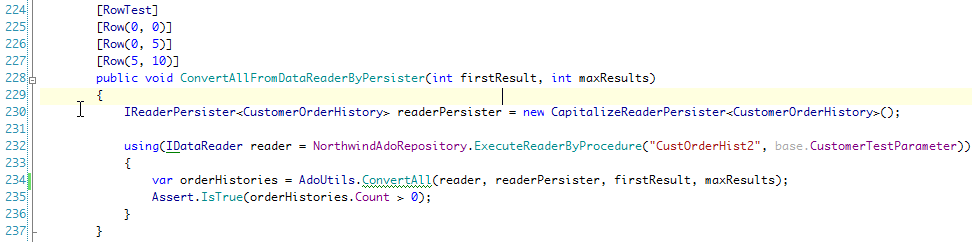 224 [RowTest]
225 [Row(0, 0)]
226 [Row(0, 5)]
227 [Row(5, 10)]
228 public void ConvertAllFromDataReaderByPersister(int firstResult, int maxResults)
229 {
230 IReaderPersister<CustomerOrderHistory> readerPersister = new CapitalizeReaderPersister<CustomerOrderHistory>();
231
232 using(IDataReader reader = NorthwindAdoRepository.ExecuteReaderByProcedure("CustOrderHist2", base.CustomerTestParameter))
233 {
234 var orderHistories = AdoUtils.ConvertAll(reader, readerPersister, firstResult, maxResults);
235 Assert.IsTrue(orderHistories.Count > 0);
236 }
237 }